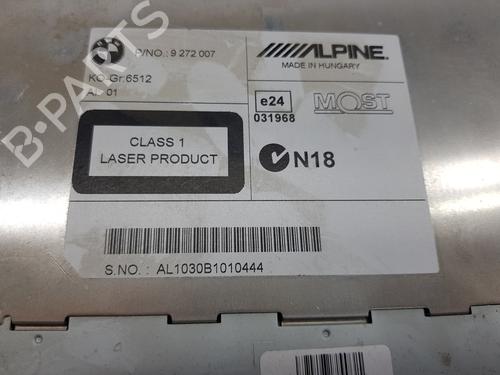 P/NO.: 9 272 007
KO-Gr:6512
AI: 01
ALPINE
MADE IN HUNGARY
e24
031968
MOST
CLASS 1
LASER PRODUCT
N18
S.NO. : AL1030B1010444
B-PARTS